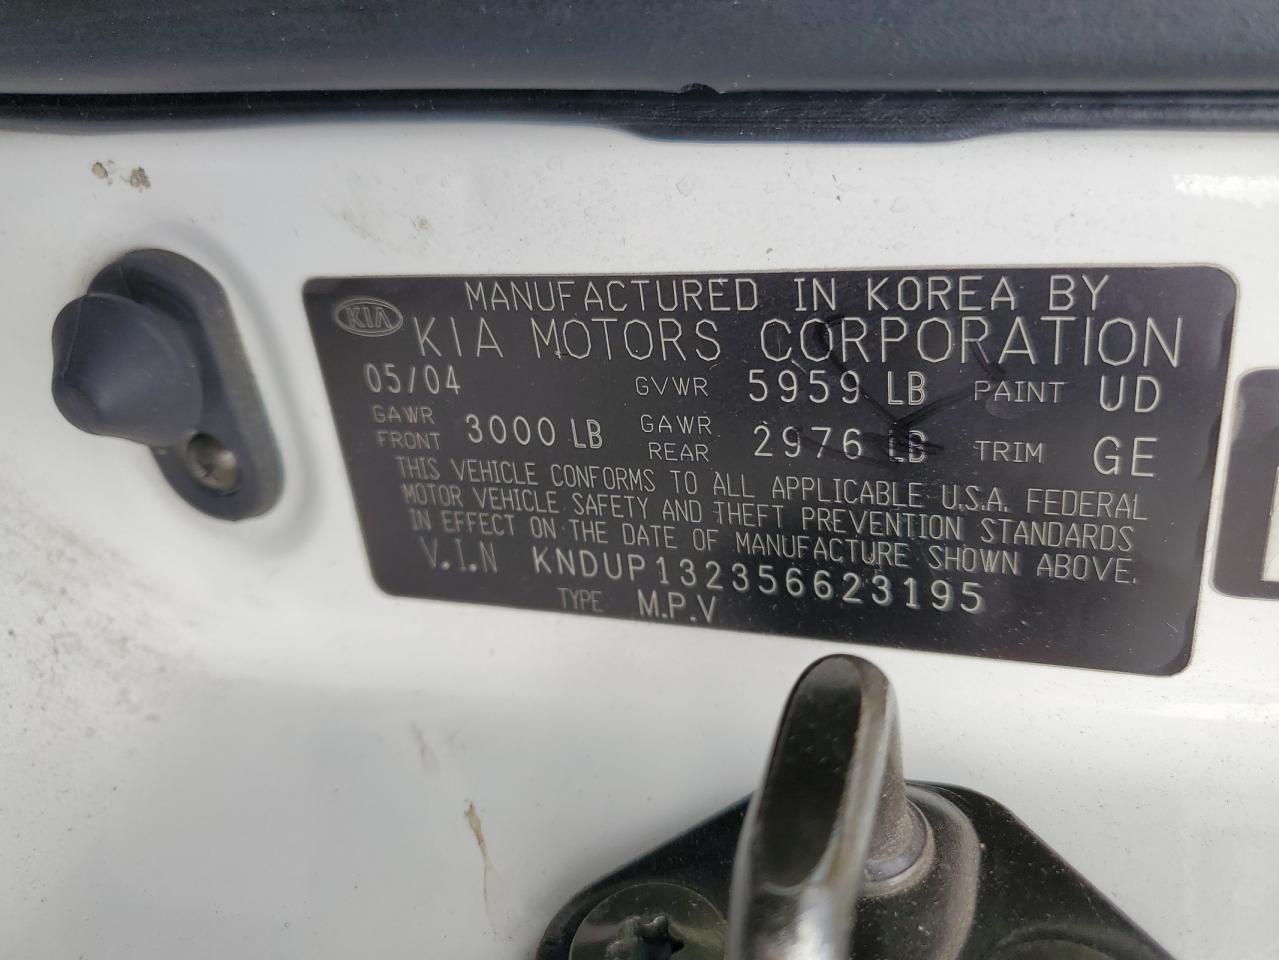 MANUFACTURED IN KOREA BY
KIA KIA MOTORS CORPORATION
05/04 GVWR 5959 LB PAINT UD
GAWR FRONT 3000 LB GAWR REAR 2976 LB TRIM GE
THIS VEHICLE CONFORMS TO ALL APPLICABLE U.S.A. FEDERAL
MOTOR VEHICLE SAFETY AND THEFT PREVENTION STANDARDS
IN EFFECT ON THE DATE OF MANUFACTURE SHOWN ABOVE.
V.I.N KNDUP132356623195
TYPE M.P.V